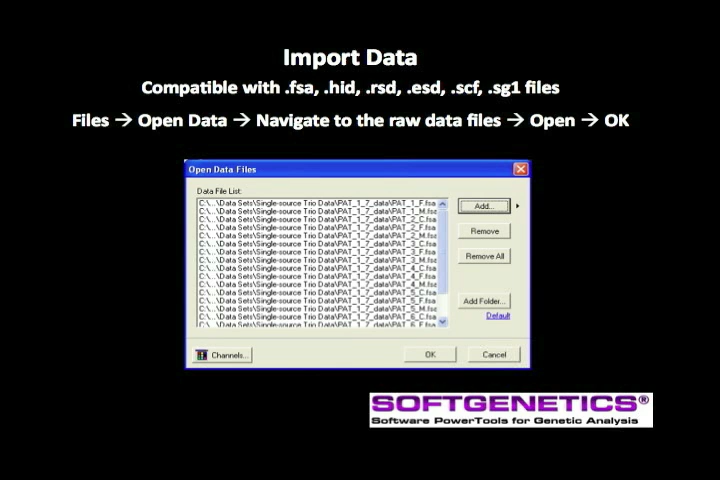 Import Data
Compatible with .fsa, .hid, .rsd, .esd, .scf, .sg1 files
Files → Open Data → Navigate to the raw data files → Open → OK
Open Data Files
Data File List:
C:\...\Data Sets\Single-source Trio Data\PAT_1_7_data\PAT_1_F.fsa
C:\...\Data Sets\Single-source Trio Data\PAT_1_7_data\PAT_1_M.fsa
C:\...\Data Sets\Single-source Trio Data\PAT_1_7_data\PAT_2_C.fsa
C:\...\Data Sets\Single-source Trio Data\PAT_1_7_data\PAT_2_F.fsa
C:\...\Data Sets\Single-source Trio Data\PAT_1_7_data\PAT_2_M.fsa
C:\...\Data Sets\Single-source Trio Data\PAT_1_7_data\PAT_3_C.fsa
C:\...\Data Sets\Single-source Trio Data\PAT_1_7_data\PAT_3_F.fsa
C:\...\Data Sets\Single-source Trio Data\PAT_1_7_data\PAT_3_M.fsa
C:\...\Data Sets\Single-source Trio Data\PAT_1_7_data\PAT_4_C.fsa
C:\...\Data Sets\Single-source Trio Data\PAT_1_7_data\PAT_4_F.fsa
C:\...\Data Sets\Single-source Trio Data\PAT_1_7_data\PAT_4_M.fsa
C:\...\Data Sets\Single-source Trio Data\PAT_1_7_data\PAT_5_C.fsa
C:\...\Data Sets\Single-source Trio Data\PAT_1_7_data\PAT_5_F.fsa
C:\...\Data Sets\Single-source Trio Data\PAT_1_7_data\PAT_5_M.fsa
C:\...\Data Sets\Single-source Trio Data\PAT_1_7_data\PAT_6_C.fsa
C:\...\Data Sets\Single-source Trio Data\PAT_1_7_data\PAT_6_F.fsa
Add...
Remove
Remove All
Add Folder...
Default
Channels...
OK
Cancel
SOFTGENETICS®
Software PowerTools for Genetic Analysis